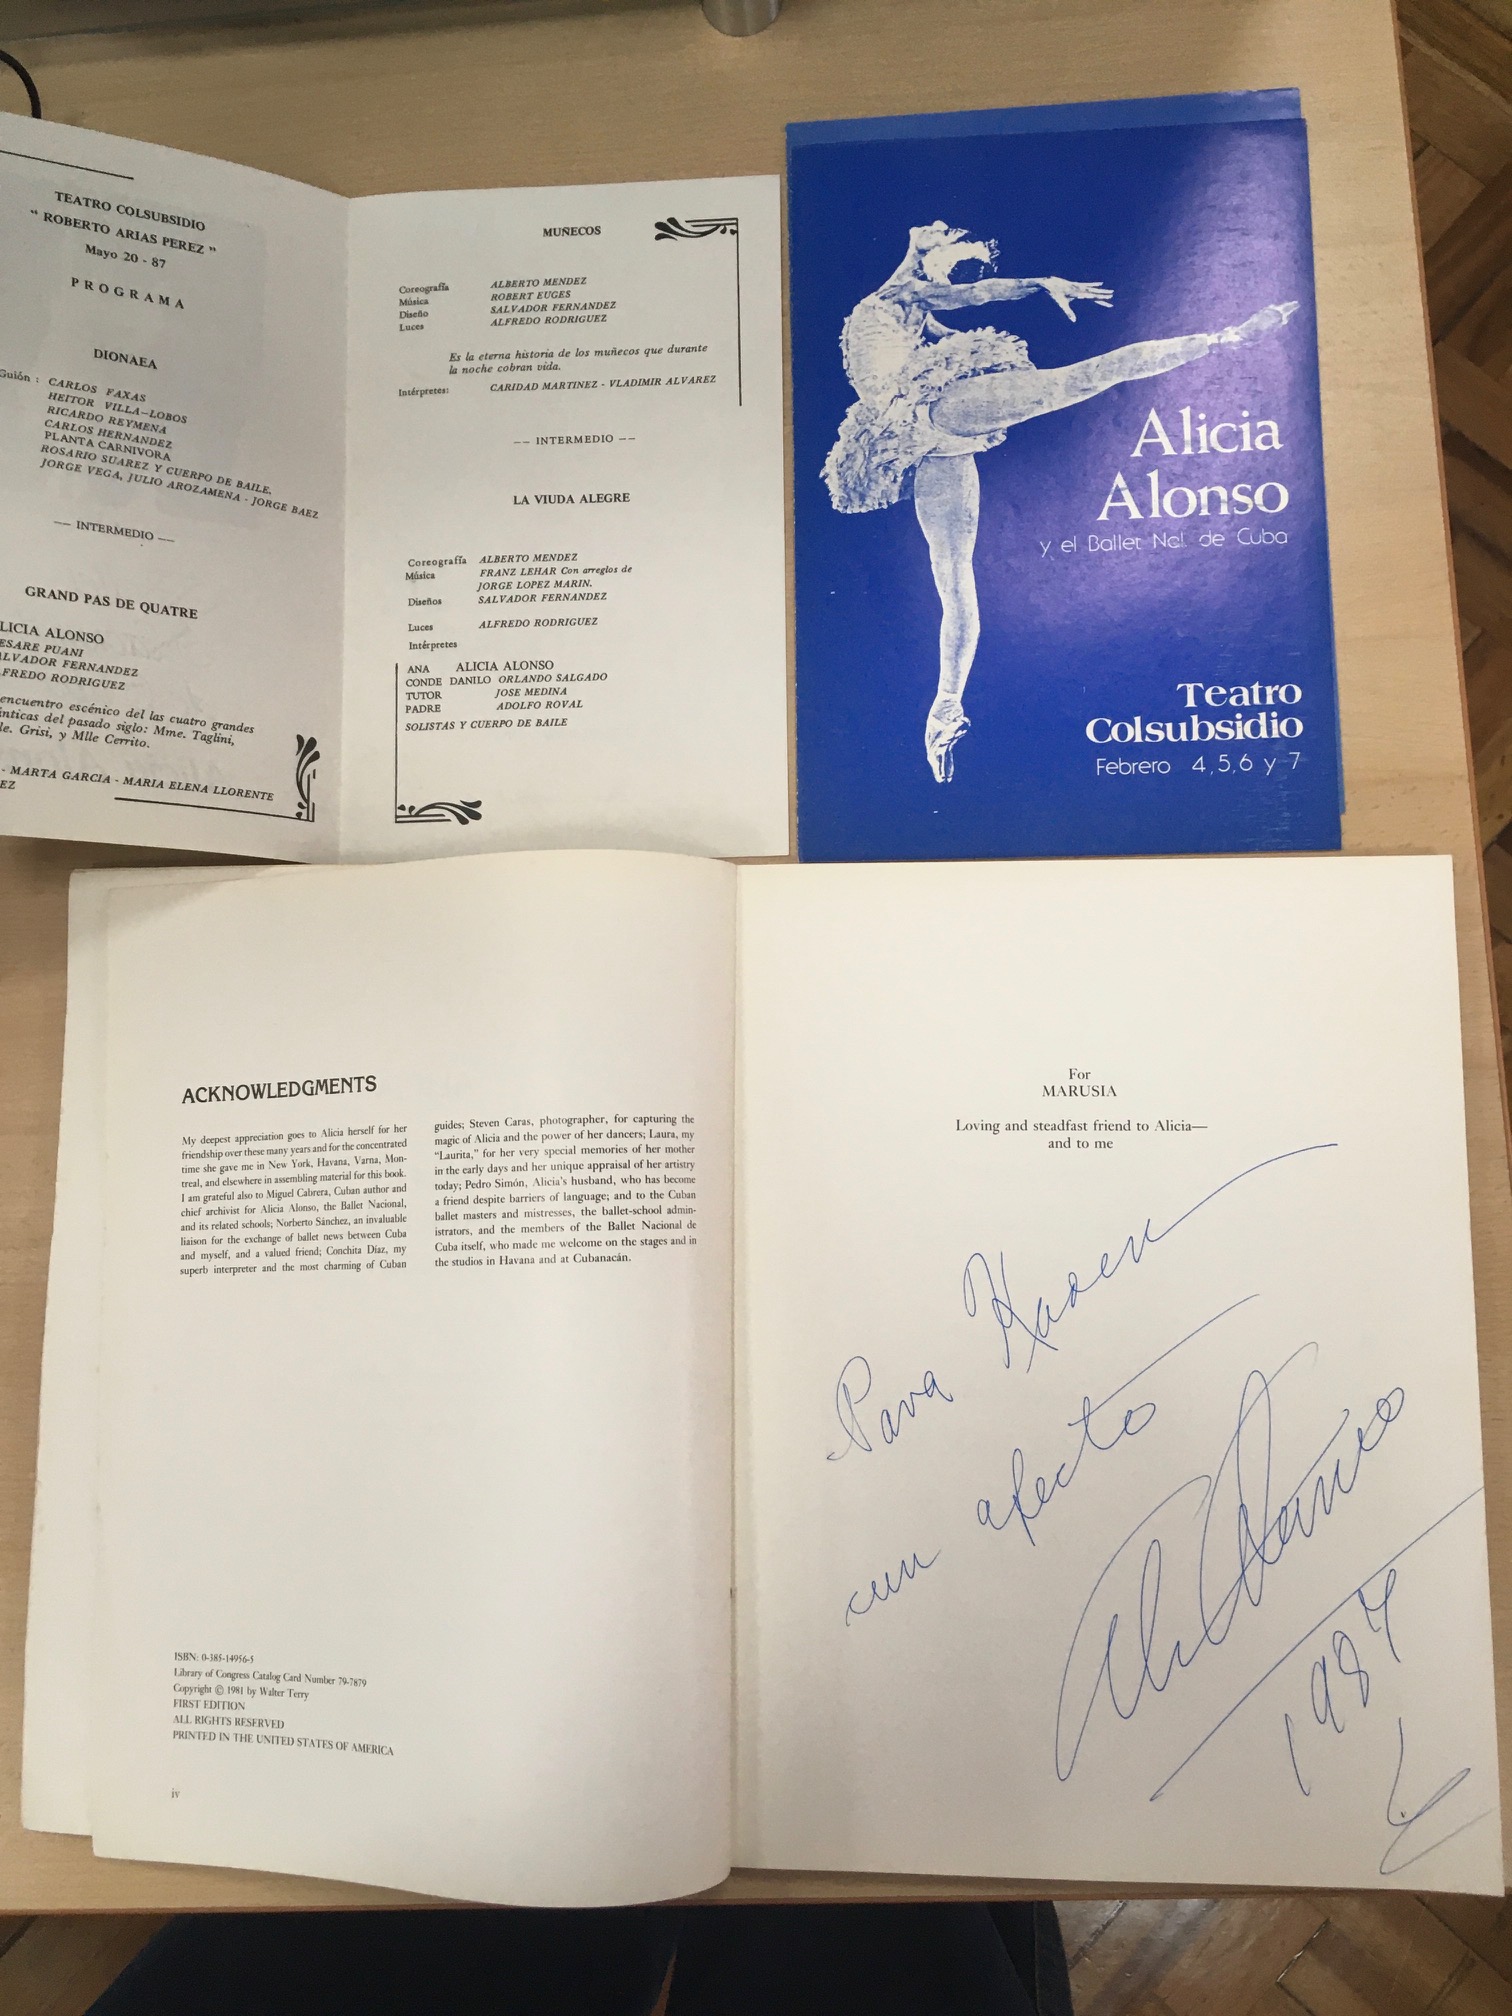 TEATRO COLSUBSIDIO
" ROBERTO ARIAS PEREZ "
Mayo 20 - 87
PROGRAMA
DIONAEA
Guión : CARLOS FAXAS
HEITOR VILLA-LOBOS
RICARDO REYMENA
CARLOS HERNANDEZ
PLANTA CARNIVORA
ROSARIO SUAREZ Y CUERPO DE BAILE.
JORGE VEGA, JULIO AROZAMENA - JORGE BAEZ
-- INTERMEDIO --
GRAND PAS DE QUATRE
LICIA ALONSO
ESARE PUANI
LVADOR FERNANDEZ
FREDO RODRIGUEZ
encuentro escénico del las cuatro grandes
nticas del pasado siglo: Mme. Taglini,
le. Grisi, y Mlle Cerrito.
- MARTA GARCIA - MARIA ELENA LLORENTE
EZ
MUÑECOS
Coreografía ALBERTO MENDEZ
Música ROBERT EUGES
Diseño SALVADOR FERNANDEZ
Luces ALFREDO RODRIGUEZ
Es la eterna historia de los muñecos que durante
la noche cobran vida.
Intérpretes: CARIDAD MARTINEZ - VLADIMIR ALVAREZ
-- INTERMEDIO --
LA VIUDA ALEGRE
Coreografía ALBERTO MENDEZ
Música FRANZ LEHAR Con arreglos de
JORGE LOPEZ MARIN.
Diseños SALVADOR FERNANDEZ
Luces ALFREDO RODRIGUEZ
Intérpretes
ANA ALICIA ALONSO
CONDE DANILO ORLANDO SALGADO
TUTOR JOSE MEDINA
PADRE ADOLFO ROVAL
SOLISTAS Y CUERPO DE BAILE
Alicia
Alonso
y el Ballet Nal. de Cuba
Teatro
Colsubsidio
Febrero 4,5,6 y 7
ACKNOWLEDGMENTS
My deepest appreciation goes to Alicia herself for her
friendship over these many years and for the concentrated
time she gave me in New York, Havana, Varna, Mon-
treal, and elsewhere in assembling material for this book.
I am grateful also to Miguel Cabrera, Cuban author and
chief archivist for Alicia Alonso, the Ballet Nacional,
and its related schools; Norberto Sánchez, an invaluable
liaison for the exchange of ballet news between Cuba
and myself, and a valued friend; Conchita Díaz, my
superb interpreter and the most charming of Cuban
guides; Steven Caras, photographer, for capturing the
magic of Alicia and the power of her dancers; Laura, my
"Laurita," for her very special memories of her mother
in the early days and her unique appraisal of her artistry
today; Pedro Simón, Alicia's husband, who has become
a friend despite barriers of language; and to the Cuban
ballet masters and mistresses, the ballet-school admin-
istrators, and the members of the Ballet Nacional de
Cuba itself, who made me welcome on the stages and in
the studios in Havana and at Cubanacán.
ISBN: 0-385-14956-5
Library of Congress Catalog Card Number 79-7879
Copyright © 1981 by Walter Terry
FIRST EDITION
ALL RIGHTS RESERVED
PRINTED IN THE UNITED STATES OF AMERICA
iv
For
MARUSIA
Loving and steadfast friend to Alicia—
and to me
Para Karen
con afecto
Alicia Alonso
1987